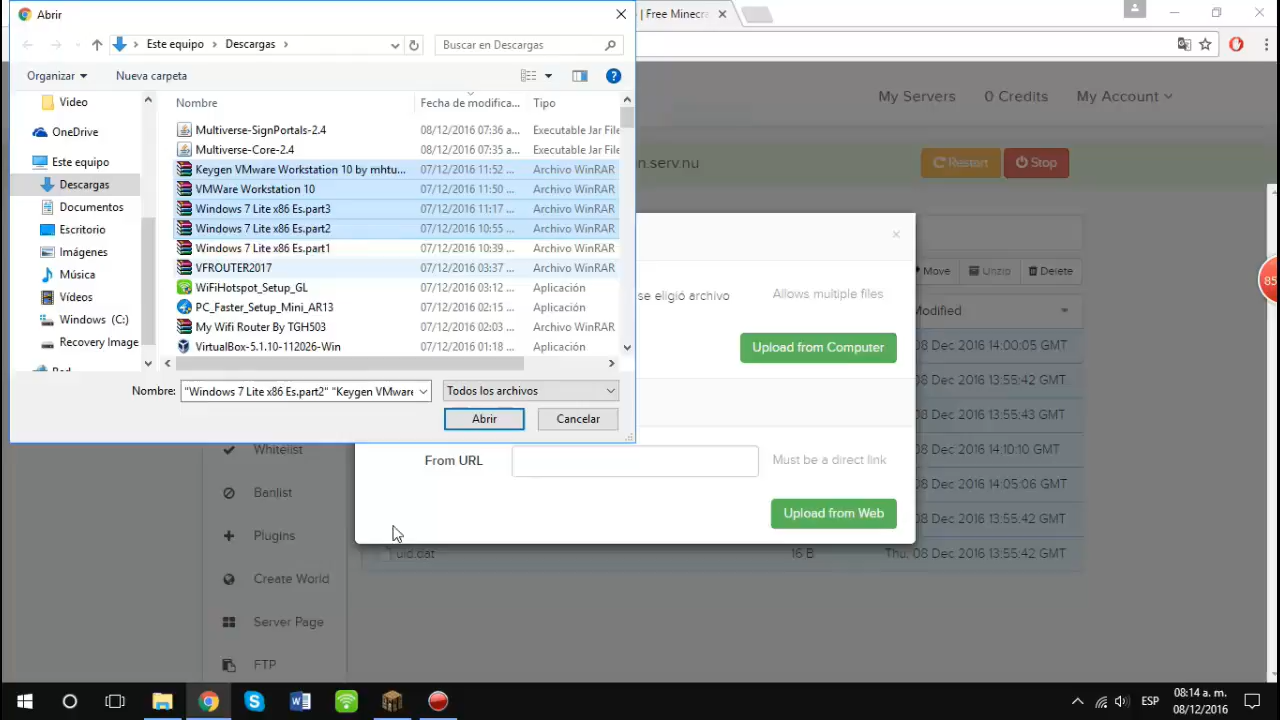 Abrir
| Free Minecra
Este equipo
Descargas
Buscar en Descargas
Organizar
Nueva carpeta
My Servers
0 Credits
My Account
Video
OneDrive
Este equipo
Descargas
Documentos
Escritorio
Imágenes
Música
Vídeos
Windows (C:)
Recovery Image
Nombre
Fecha de modifica...
Tipo
Multiverse-SignPortals-2.4
08/12/2016 07:36 a...
Executable Jar File
Multiverse-Core-2.4
08/12/2016 07:35 a...
Executable Jar File
Keygen VMware Workstation 10 by mhtu...
07/12/2016 11:52 ...
Archivo WinRAR
VMWare Workstation 10
07/12/2016 11:50 ...
Archivo WinRAR
Windows 7 Lite x86 Es.part3
07/12/2016 11:17 ...
Archivo WinRAR
Windows 7 Lite x86 Es.part2
07/12/2016 10:55 ...
Archivo WinRAR
Windows 7 Lite x86 Es.part1
07/12/2016 10:39 ...
Archivo WinRAR
VFROUTER2017
07/12/2016 03:37 ...
Archivo WinRAR
WiFiHotspot_Setup_GL
07/12/2016 03:12 ...
Aplicación
PC_Faster_Setup_Mini_AR13
07/12/2016 02:15 ...
Aplicación
My Wifi Router By TGH503
07/12/2016 02:03 ...
Archivo WinRAR
VirtualBox-5.1.10-112026-Win
07/12/2016 01:18 ...
Aplicación
Nombre:
"Windows 7 Lite x86 Es.part2" "Keygen VMware
Todos los archivos
Abrir
Cancelar
n.serv.nu
Restart
Stop
Move
Unzip
Delete
se eligió archivo
Allows multiple files
Modified
Upload from Computer
08 Dec 2016 14:00:05 GMT
08 Dec 2016 13:55:42 GMT
08 Dec 2016 13:55:43 GMT
08 Dec 2016 14:10:10 GMT
08 Dec 2016 14:05:06 GMT
08 Dec 2016 13:55:42 GMT
From URL
Must be a direct link
Upload from Web
uid.dat
16 B
Thu, 08 Dec 2016 13:55:42 GMT
Whitelist
Banlist
Plugins
Create World
Server Page
FTP
85
ESP
08:14 a. m.
08/12/2016